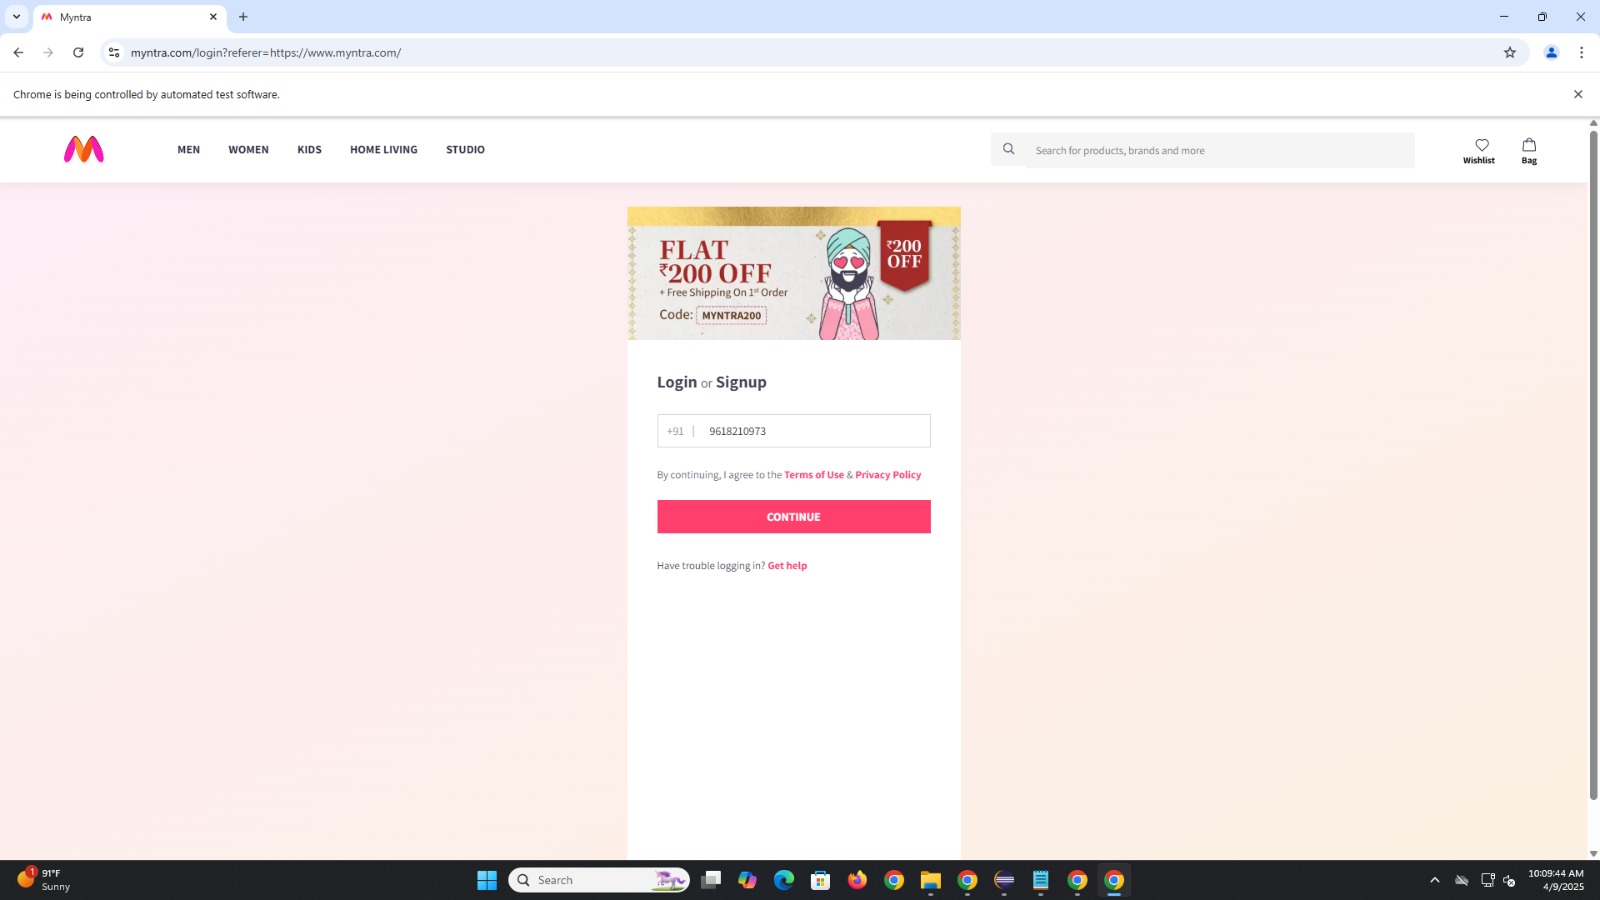 Myntra
myntra.com/login?referer=https://www.myntra.com/
Chrome is being controlled by automated test software.
MEN WOMEN KIDS HOME LIVING STUDIO
Search for products, brands and more
Wishlist
Bag
FLAT
₹200 OFF
+ Free Shipping On 1st Order
Code: MYNTRA200
₹200
OFF
Login or Signup
+91 | 9618210973
By continuing, I agree to the Terms of Use & Privacy Policy
CONTINUE
Have trouble logging in? Get help
1
91°F
Sunny
Search
10:09:44 AM
4/9/2025